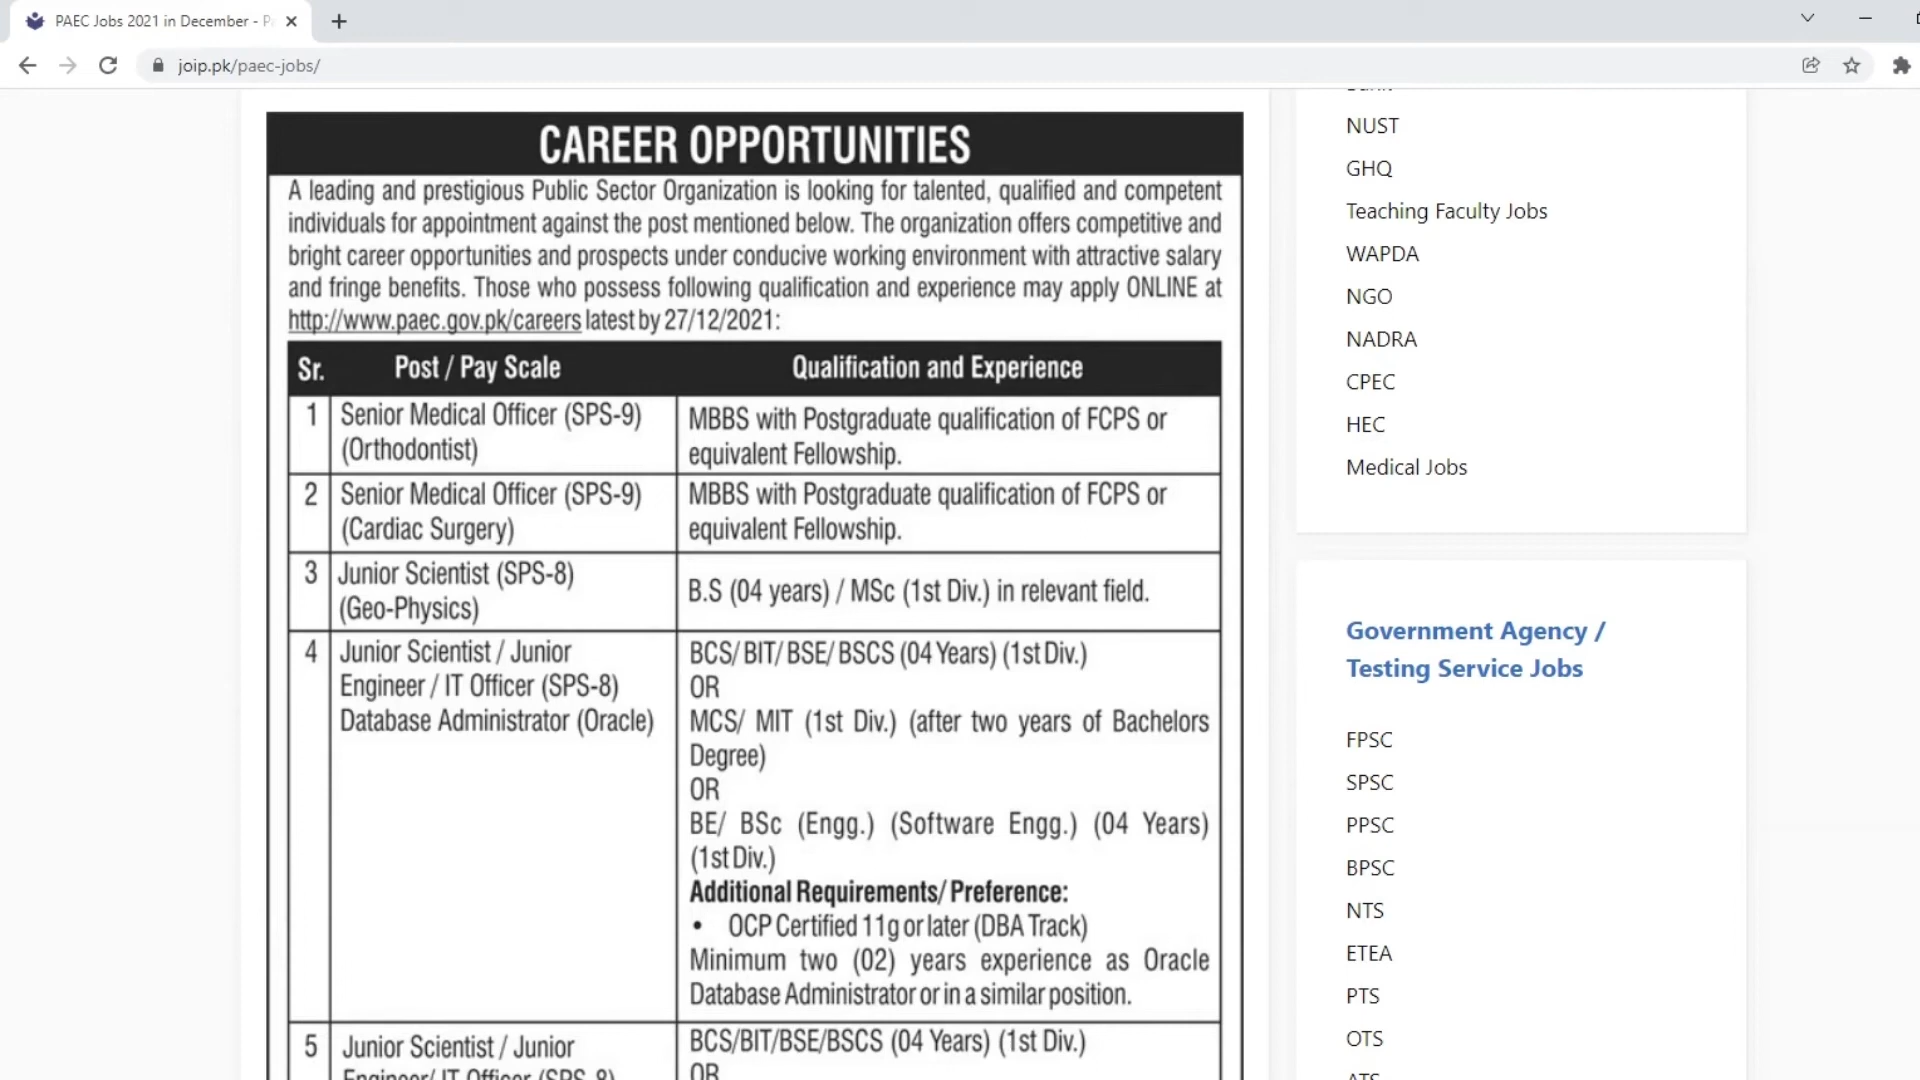 PAEC Jobs 2021 in December - P
joip.pk/paec-jobs/
CAREER OPPORTUNITIES
A leading and prestigious Public Sector Organization is looking for talented, qualified and competent
individuals for appointment against the post mentioned below. The organization offers competitive and
bright career opportunities and prospects under conducive working environment with attractive salary
and fringe benefits. Those who possess following qualification and experience may apply ONLINE at
http://www.paec.gov.pk/careers latest by 27/12/2021:
Sr. Post / Pay Scale Qualification and Experience
1 Senior Medical Officer (SPS-9)
(Orthodontist)
MBBS with Postgraduate qualification of FCPS or
equivalent Fellowship.
2 Senior Medical Officer (SPS-9)
(Cardiac Surgery)
MBBS with Postgraduate qualification of FCPS or
equivalent Fellowship.
3 Junior Scientist (SPS-8)
(Geo-Physics)
B.S (04 years) / MSc (1st Div.) in relevant field.
4 Junior Scientist / Junior
Engineer / IT Officer (SPS-8)
Database Administrator (Oracle)
BCS/ BIT/ BSE/ BSCS (04 Years) (1st Div.)
OR
MCS/ MIT (1st Div.) (after two years of Bachelors
Degree)
OR
BE/ BSc (Engg.) (Software Engg.) (04 Years)
(1st Div.)
Additional Requirements/ Preference:
• OCP Certified 11g or later (DBA Track)
Minimum two (02) years experience as Oracle
Database Administrator or in a similar position.
5 Junior Scientist / Junior
Engineer/ IT Officer (SPS-8)
BCS/BIT/BSE/BSCS (04 Years) (1st Div.)
OR
NUST
GHQ
Teaching Faculty Jobs
WAPDA
NGO
NADRA
CPEC
HEC
Medical Jobs
Government Agency /
Testing Service Jobs
FPSC
SPSC
PPSC
BPSC
NTS
ETEA
PTS
OTS
ATS